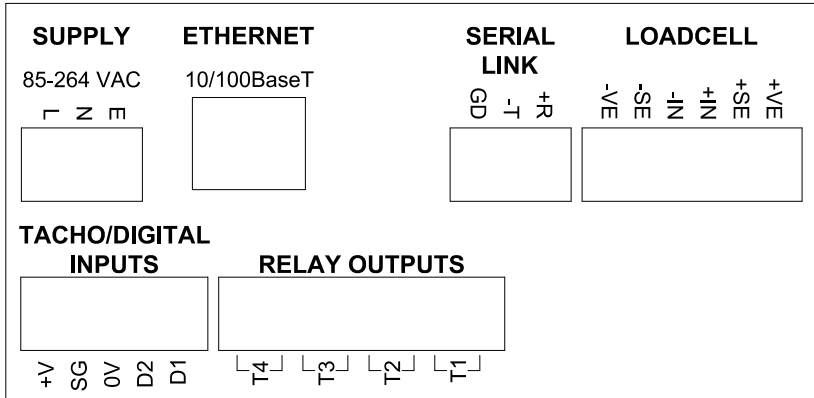 SUPPLY
85-264 VAC
L N E
ETHERNET
10/100BaseT
SERIAL
LINK
GD -T +R
LOADCELL
-VE -SE -IN +IN +SE +VE
TACHO/DIGITAL
INPUTS
+V SG 0V D2 D1
RELAY OUTPUTS
T4 T3 T2 T1